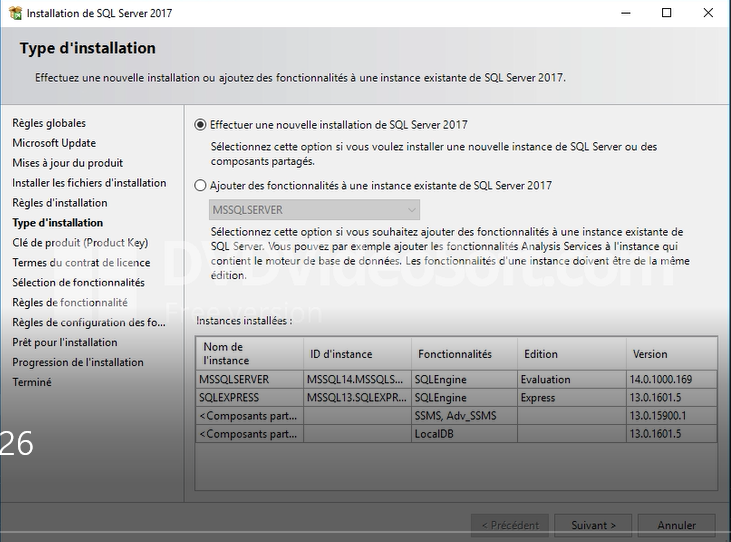 Installation de SQL Server 2017
Type d'installation
Effectuez une nouvelle installation ou ajoutez des fonctionnalités à une instance existante de SQL Server 2017.
Règles globales
Microsoft Update
Mises à jour du produit
Installer les fichiers d'installation
Règles d'installation
Type d'installation
Clé de produit (Product Key)
Termes du contrat de licence
Sélection de fonctionnalités
Règles de fonctionnalité
Règles de configuration des fo...
Prêt pour l'installation
Progression de l'installation
Terminé
Effectuer une nouvelle installation de SQL Server 2017
Sélectionnez cette option si vous voulez installer une nouvelle instance de SQL Server ou des
composants partagés.
Ajouter des fonctionnalités à une instance existante de SQL Server 2017
MSSQLSERVER
Sélectionnez cette option si vous souhaitez ajouter des fonctionnalités à une instance existante de
SQL Server. Vous pouvez par exemple ajouter les fonctionnalités Analysis Services à l'instance qui
contient le moteur de base de données. Les fonctionnalités d'une instance doivent être de la même
édition.
DVDVideoSoft.com
Free version
Instances installées :
Nom de
l'instance
ID d'instance
Fonctionnalités
Edition
Version
MSSQLSERVER MSSQL14.MSSQLS... SQLEngine Evaluation 14.0.1000.169
SQLEXPRESS MSSQL13.SQLEXPR... SQLEngine Express 13.0.1601.5
<Composants part... SSMS, Adv_SSMS 13.0.15900.1
<Composants part... LocalDB 13.0.1601.5
26
< Précédent Suivant > Annuler